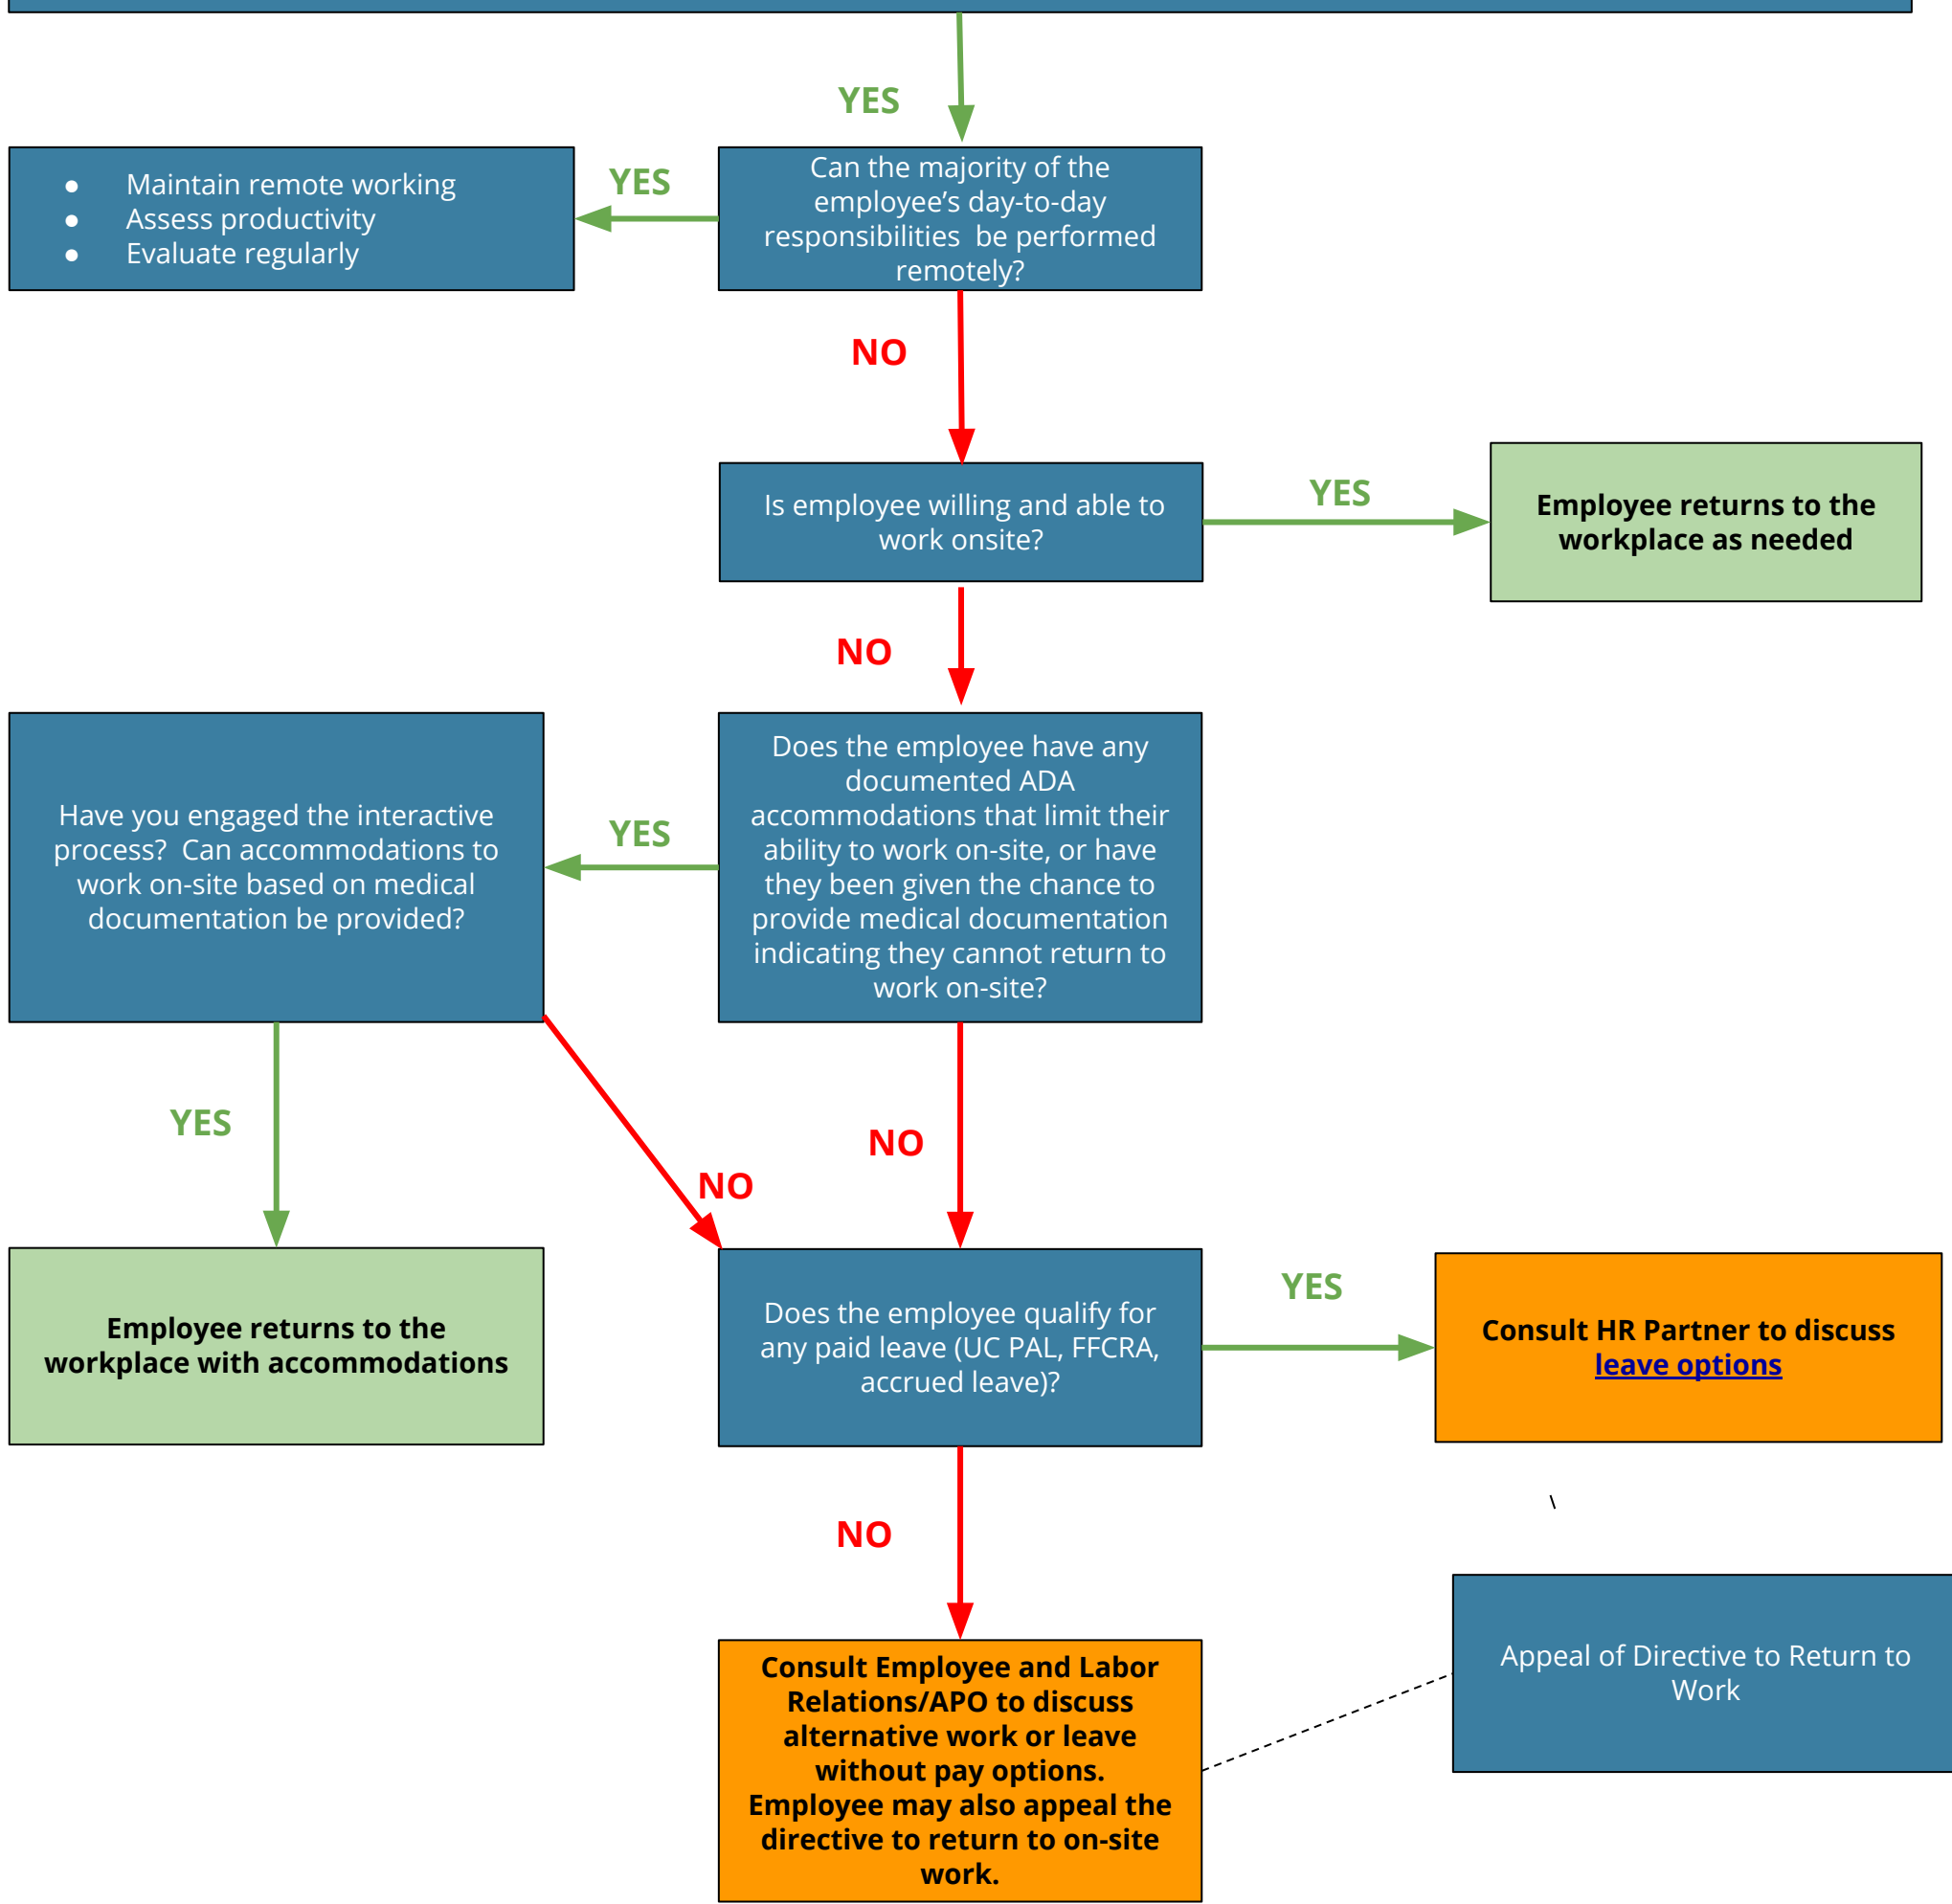 YES
● Maintain remote working
● Assess productivity
● Evaluate regularly
YES
Can the majority of the
employee’s day-to-day
responsibilities  be performed
remotely?
NO
Is employee willing and able to
work onsite?
YES
Employee returns to the
workplace as needed
NO
Have you engaged the interactive
process?  Can accommodations to
work on-site based on medical
documentation be provided?
YES
Does the employee have any
documented ADA
accommodations that limit their
ability to work on-site, or have
they been given the chance to
provide medical documentation
indicating they cannot return to
work on-site?
YES
NO
NO
Employee returns to the
workplace with accommodations
Does the employee qualify for
any paid leave (UC PAL, FFCRA,
accrued leave)?
YES
Consult HR Partner to discuss
leave options
\
NO
Consult Employee and Labor
Relations/APO to discuss
alternative work or leave
without pay options.
Employee may also appeal the
directive to return to on-site
work.
Appeal of Directive to Return to
Work